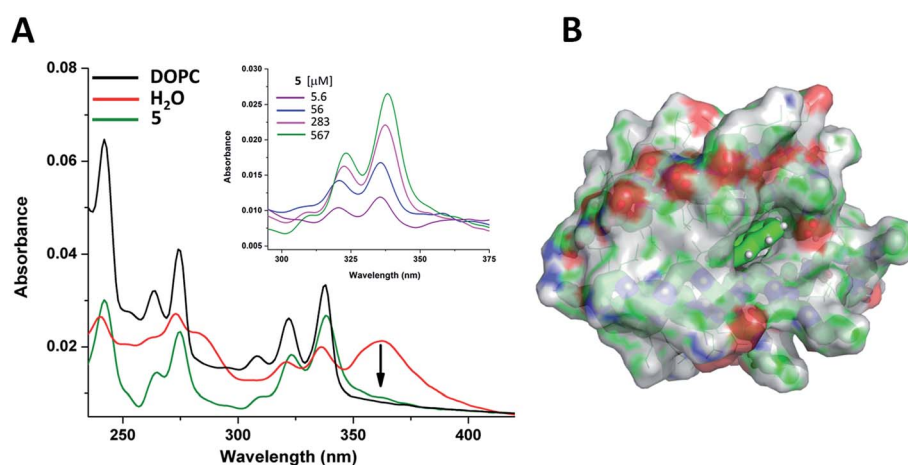 A
B
0.08
0.06
0.04
0.02
Absorbance
DOPC
H₂O
5
250
300
350
400
Wavelength (nm)
5 [μM]
5.6
56
283
567
0.030
0.025
0.020
0.015
0.010
0.005
Absorbance
300
325
350
375
Wavelength (nm)